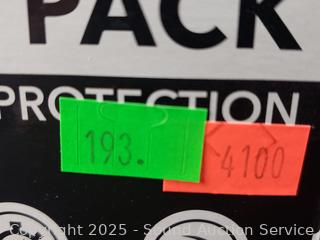 PACK
PROTECTION
193.
4100
Copyright 2025 - Sound Auction Service